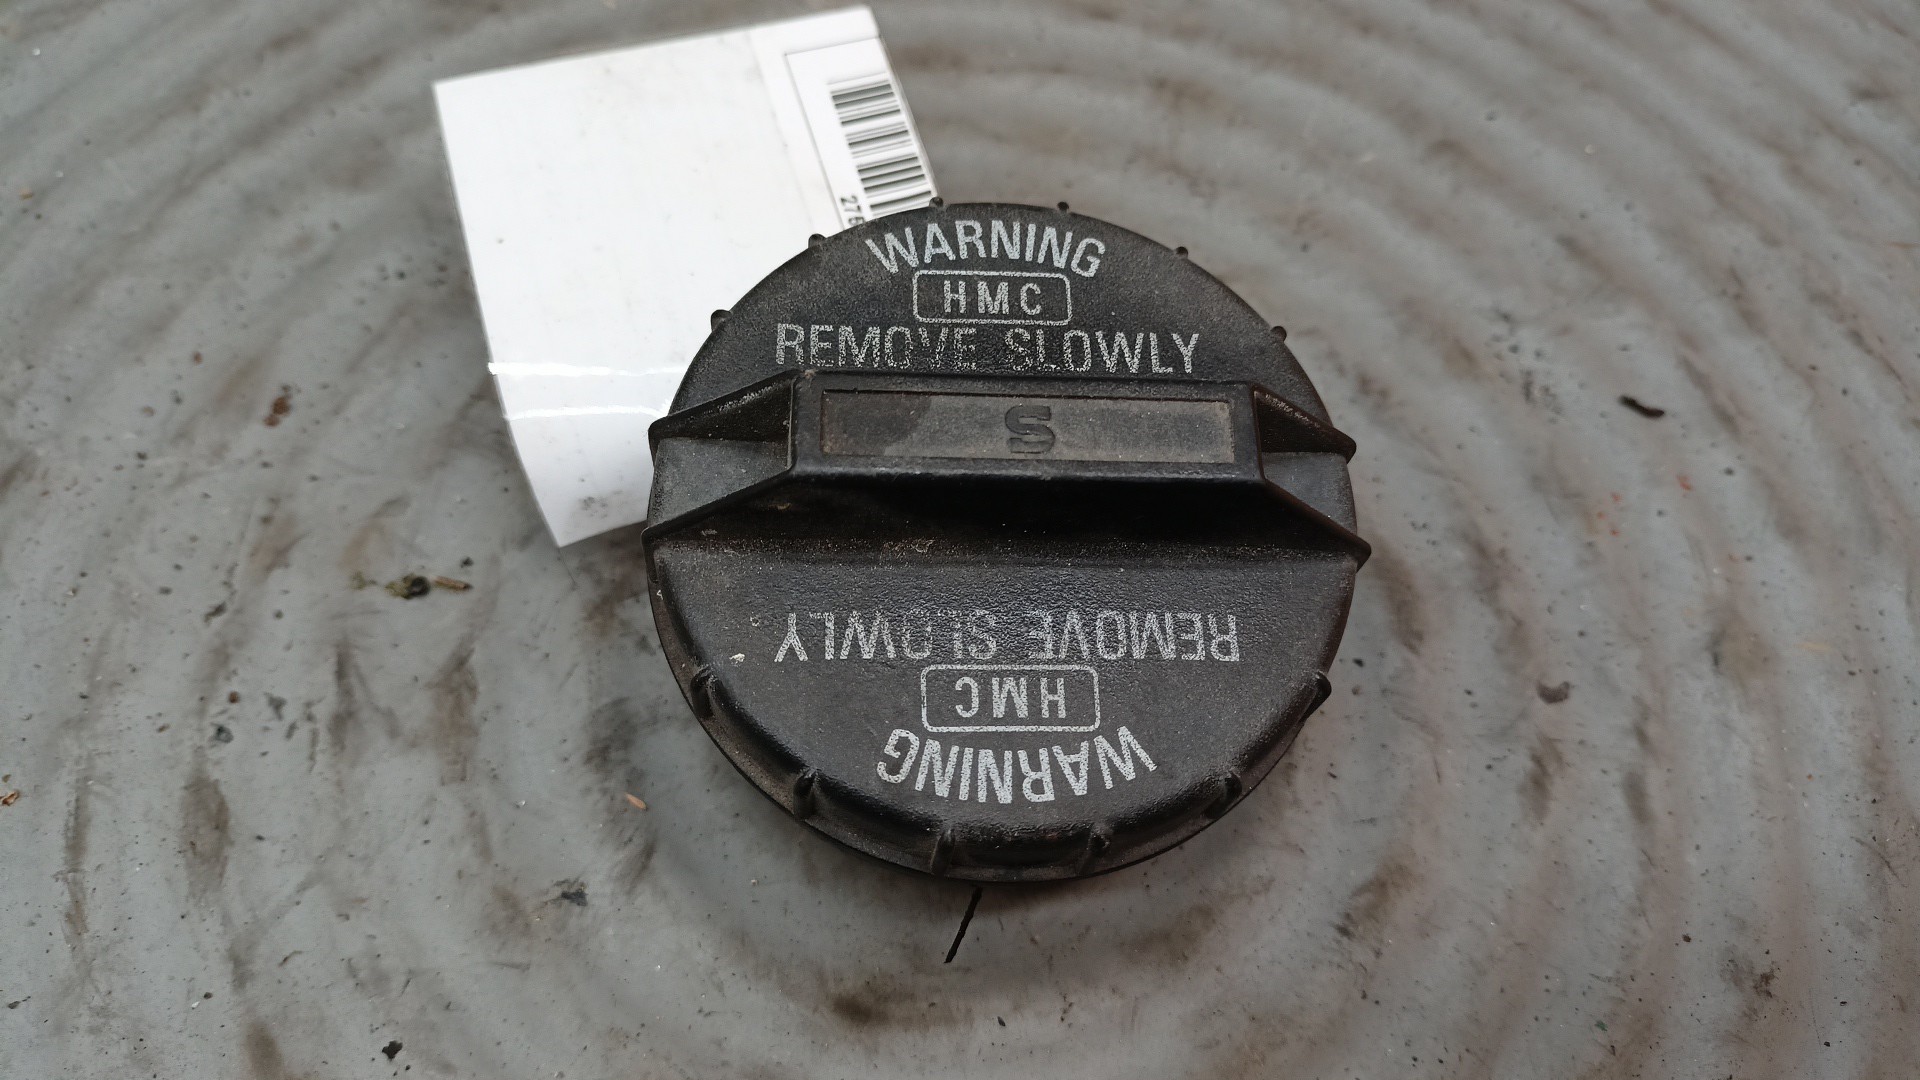 WARNING
HMC
REMOVE SLOWLY
S
REMOVE SLOWLY
HMC
WARNING